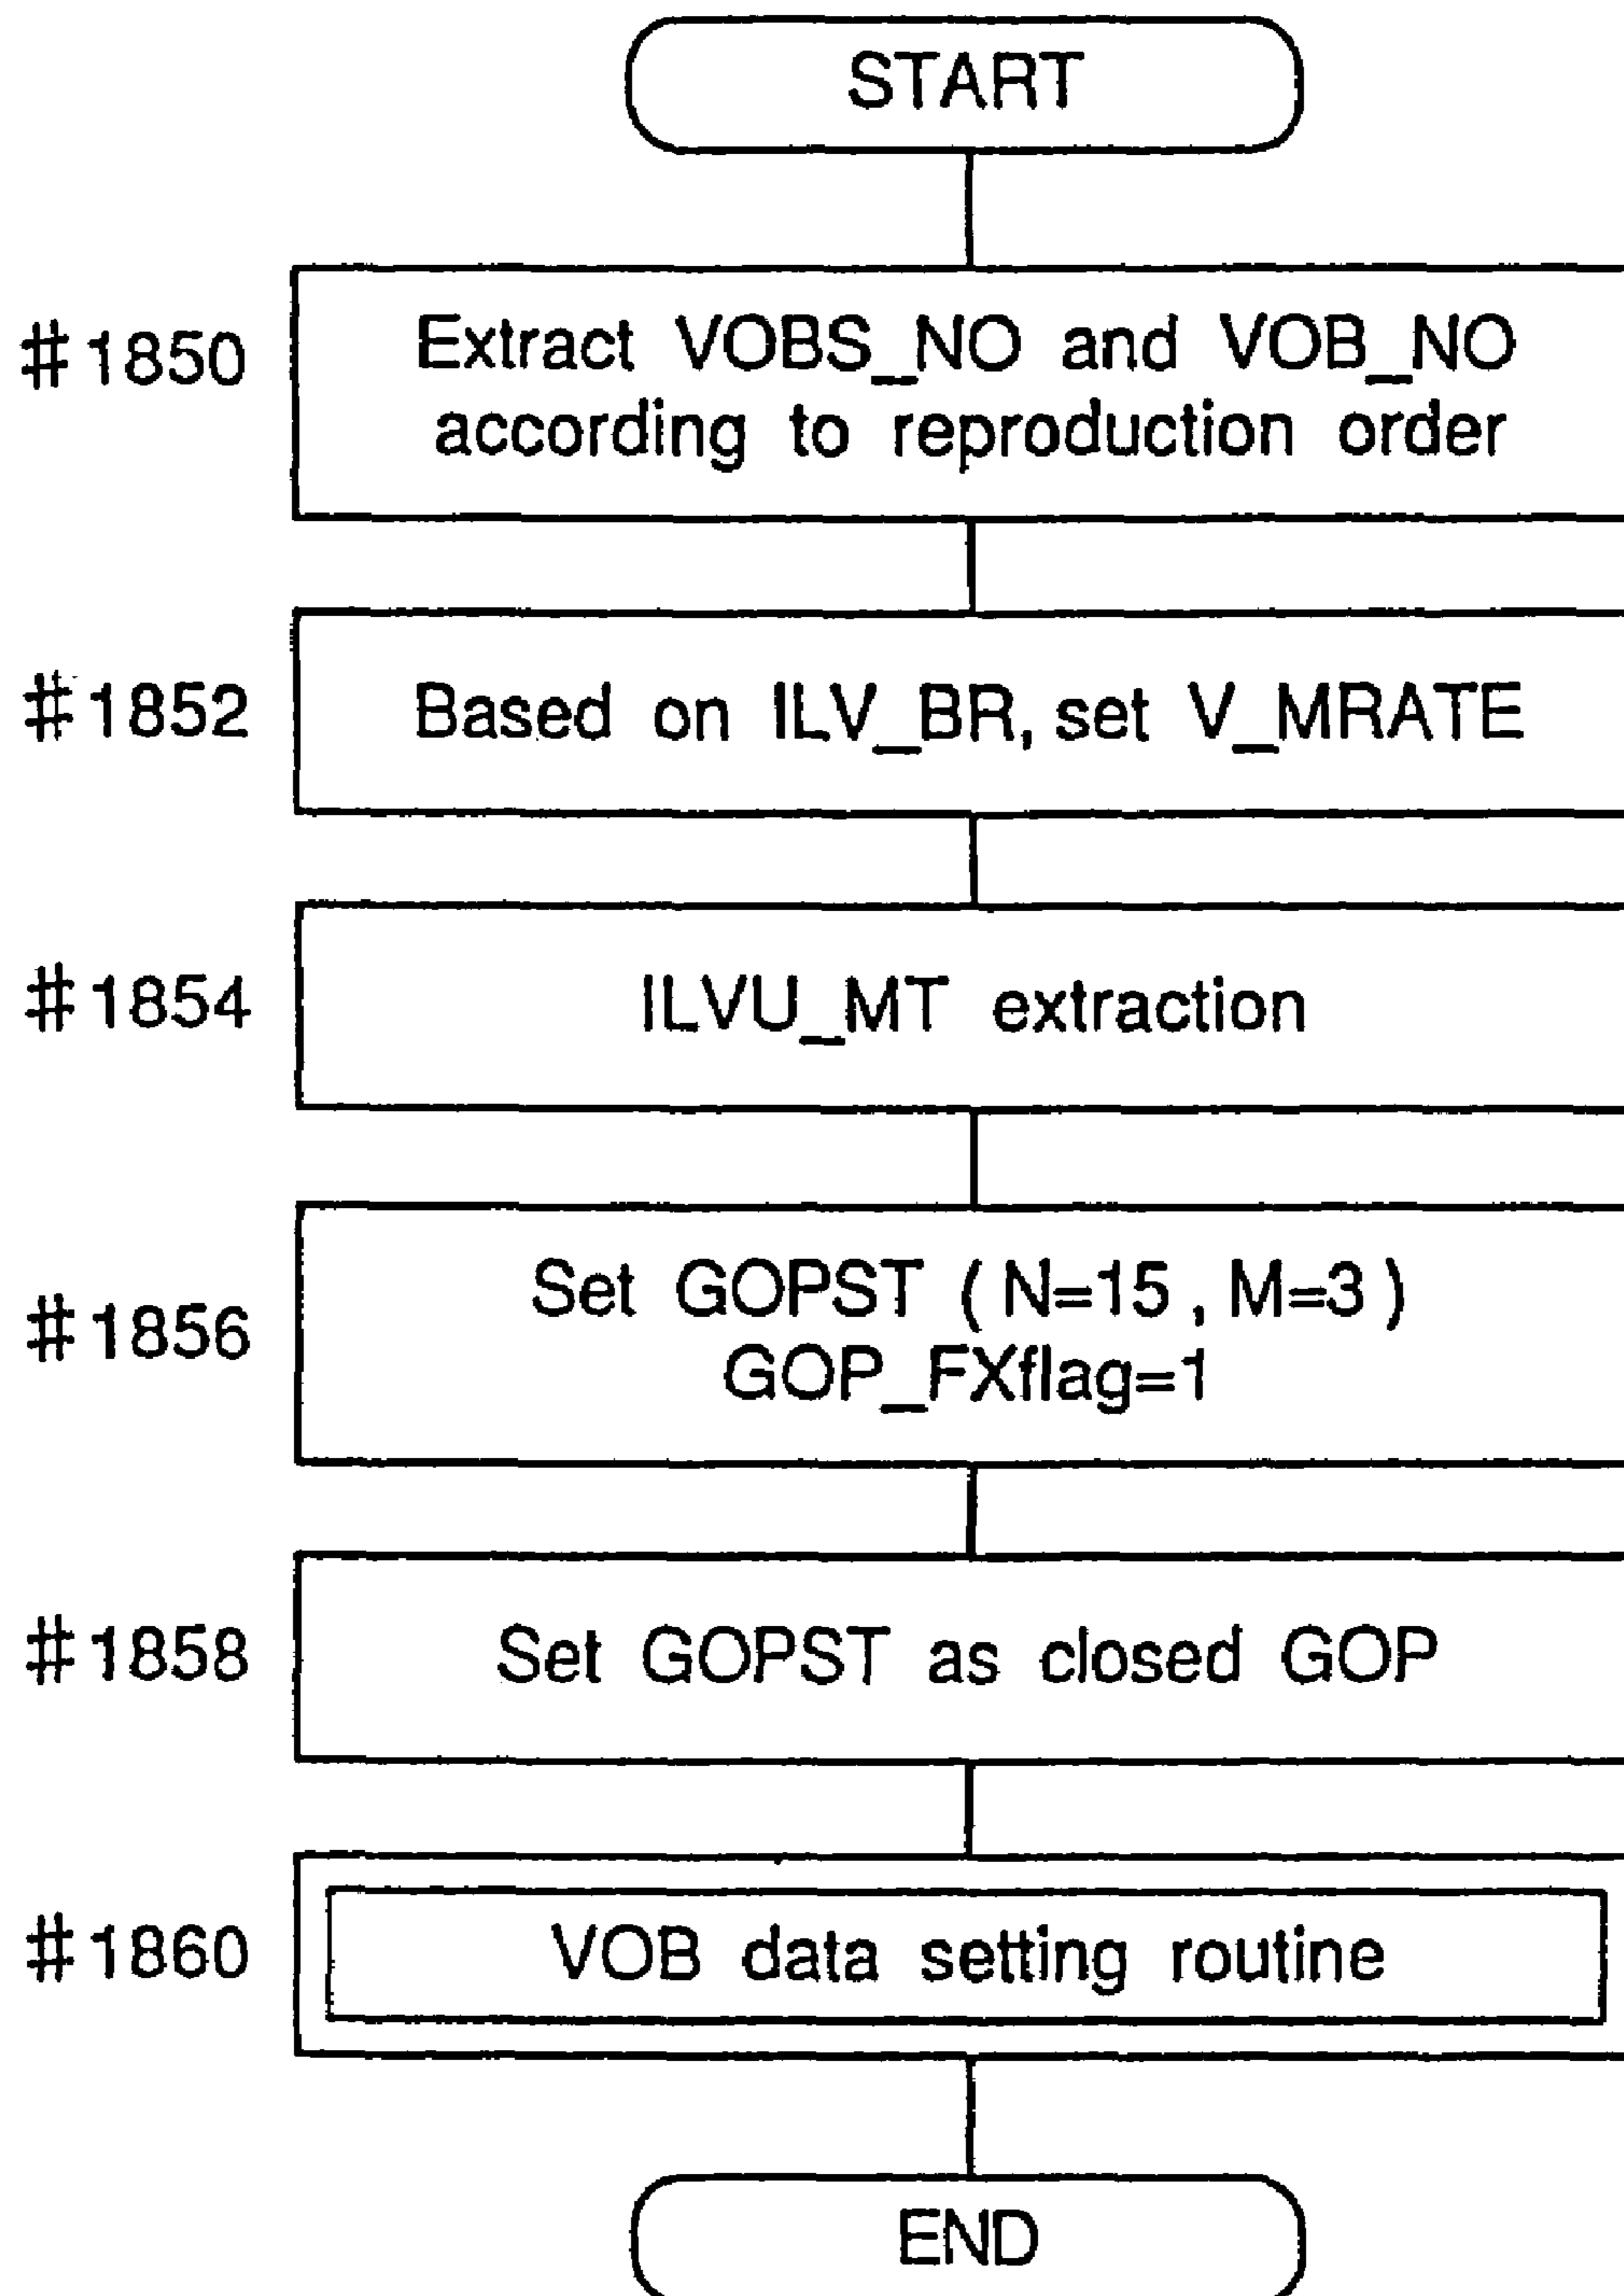 START
#1850
Extract VOBS_NO and VOB_NO
according to reproduction order
#1852
Based on ILV_BR, set V_MRATE
#1854
ILVU_MT extraction
#1856
Set GOPST ( N=15 , M=3 )
GOP_FXflag=1
#1858
Set GOPST as closed GOP
#1860
VOB data setting routine
END